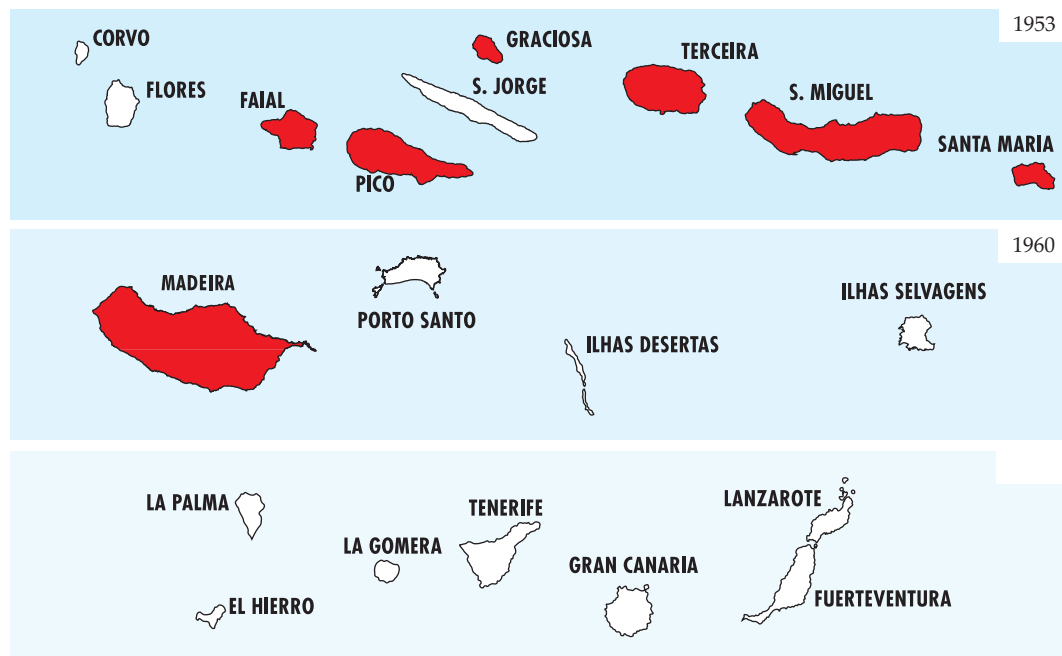 1953
CORVO
GRACIOSA
TERCEIRA
FLORES
S. JORGE
S. MIGUEL
FAIAL
SANTA MARIA
PICO
1960
MADEIRA
ILHAS SELVAGENS
PORTO SANTO
ILHAS DESERTAS
LA PALMA
LANZAROTE
TENERIFE
LA GOMERA
GRAN CANARIA
EL HIERRO
FUERTEVENTURA